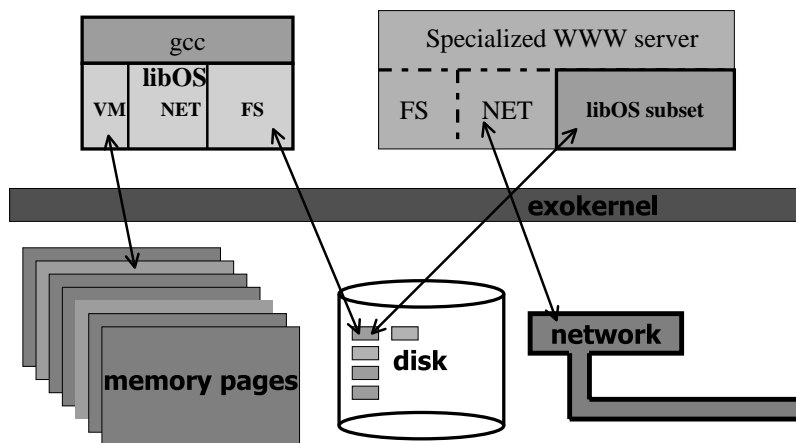 gcc
libOS
VM NET FS
Specialized WWW server
FS NET libOS subset
exokernel
memory pages
disk
network